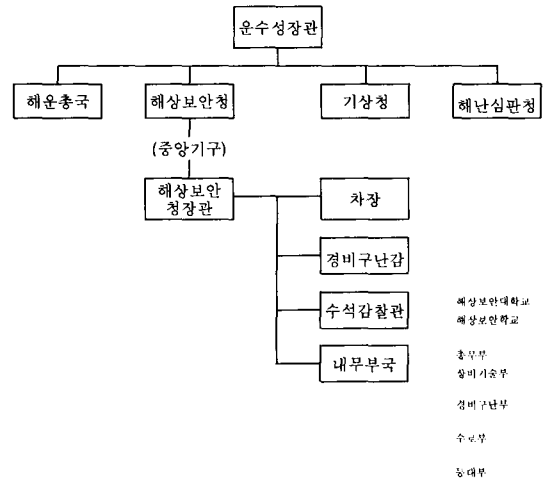 운수성장관
해운총국
해상보안청
기상청
해난심판청
(중앙기구)
해상보안
청장관
차장
경비구난감
수석감찰관
내무부국
해상보안대학교
해상보안학교
총무부
장비기술부
경비구난부
수로부
등대부